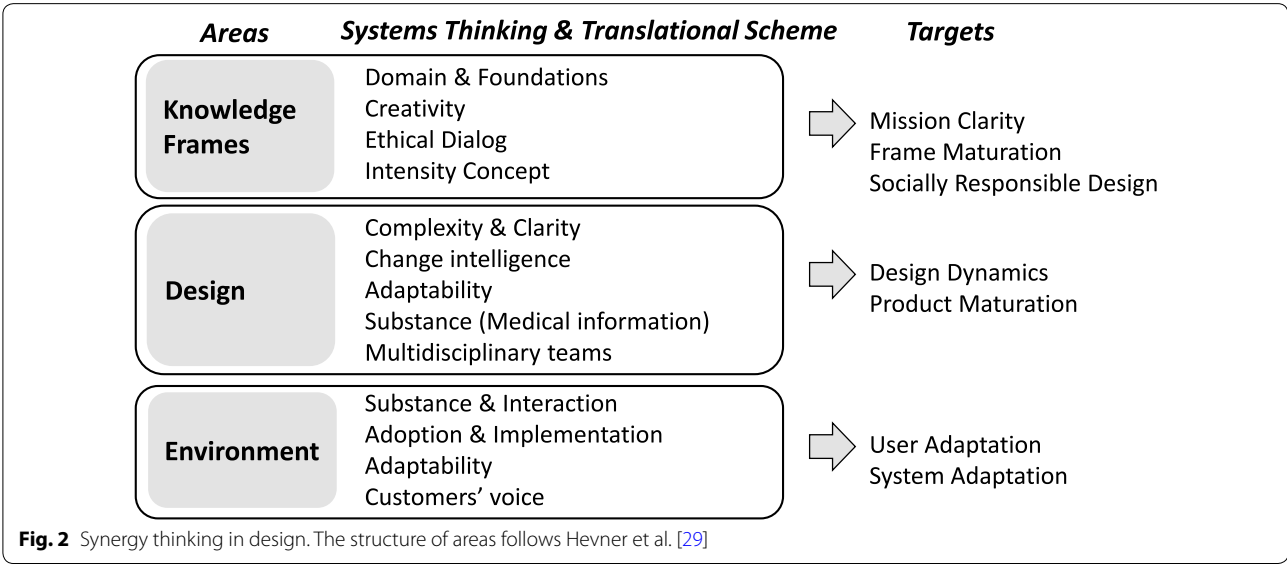 Areas
Systems Thinking & Translational Scheme
Targets
Knowledge
Frames
Domain & Foundations
Creativity
Ethical Dialog
Intensity Concept
Mission Clarity
Frame Maturation
Socially Responsible Design
Design
Complexity & Clarity
Change intelligence
Adaptability
Substance (Medical information)
Multidisciplinary teams
Design Dynamics
Product Maturation
Environment
Substance & Interaction
Adoption & Implementation
Adaptability
Customers’ voice
User Adaptation
System Adaptation
Fig. 2 Synergy thinking in design. The structure of areas follows Hevner et al. [29]